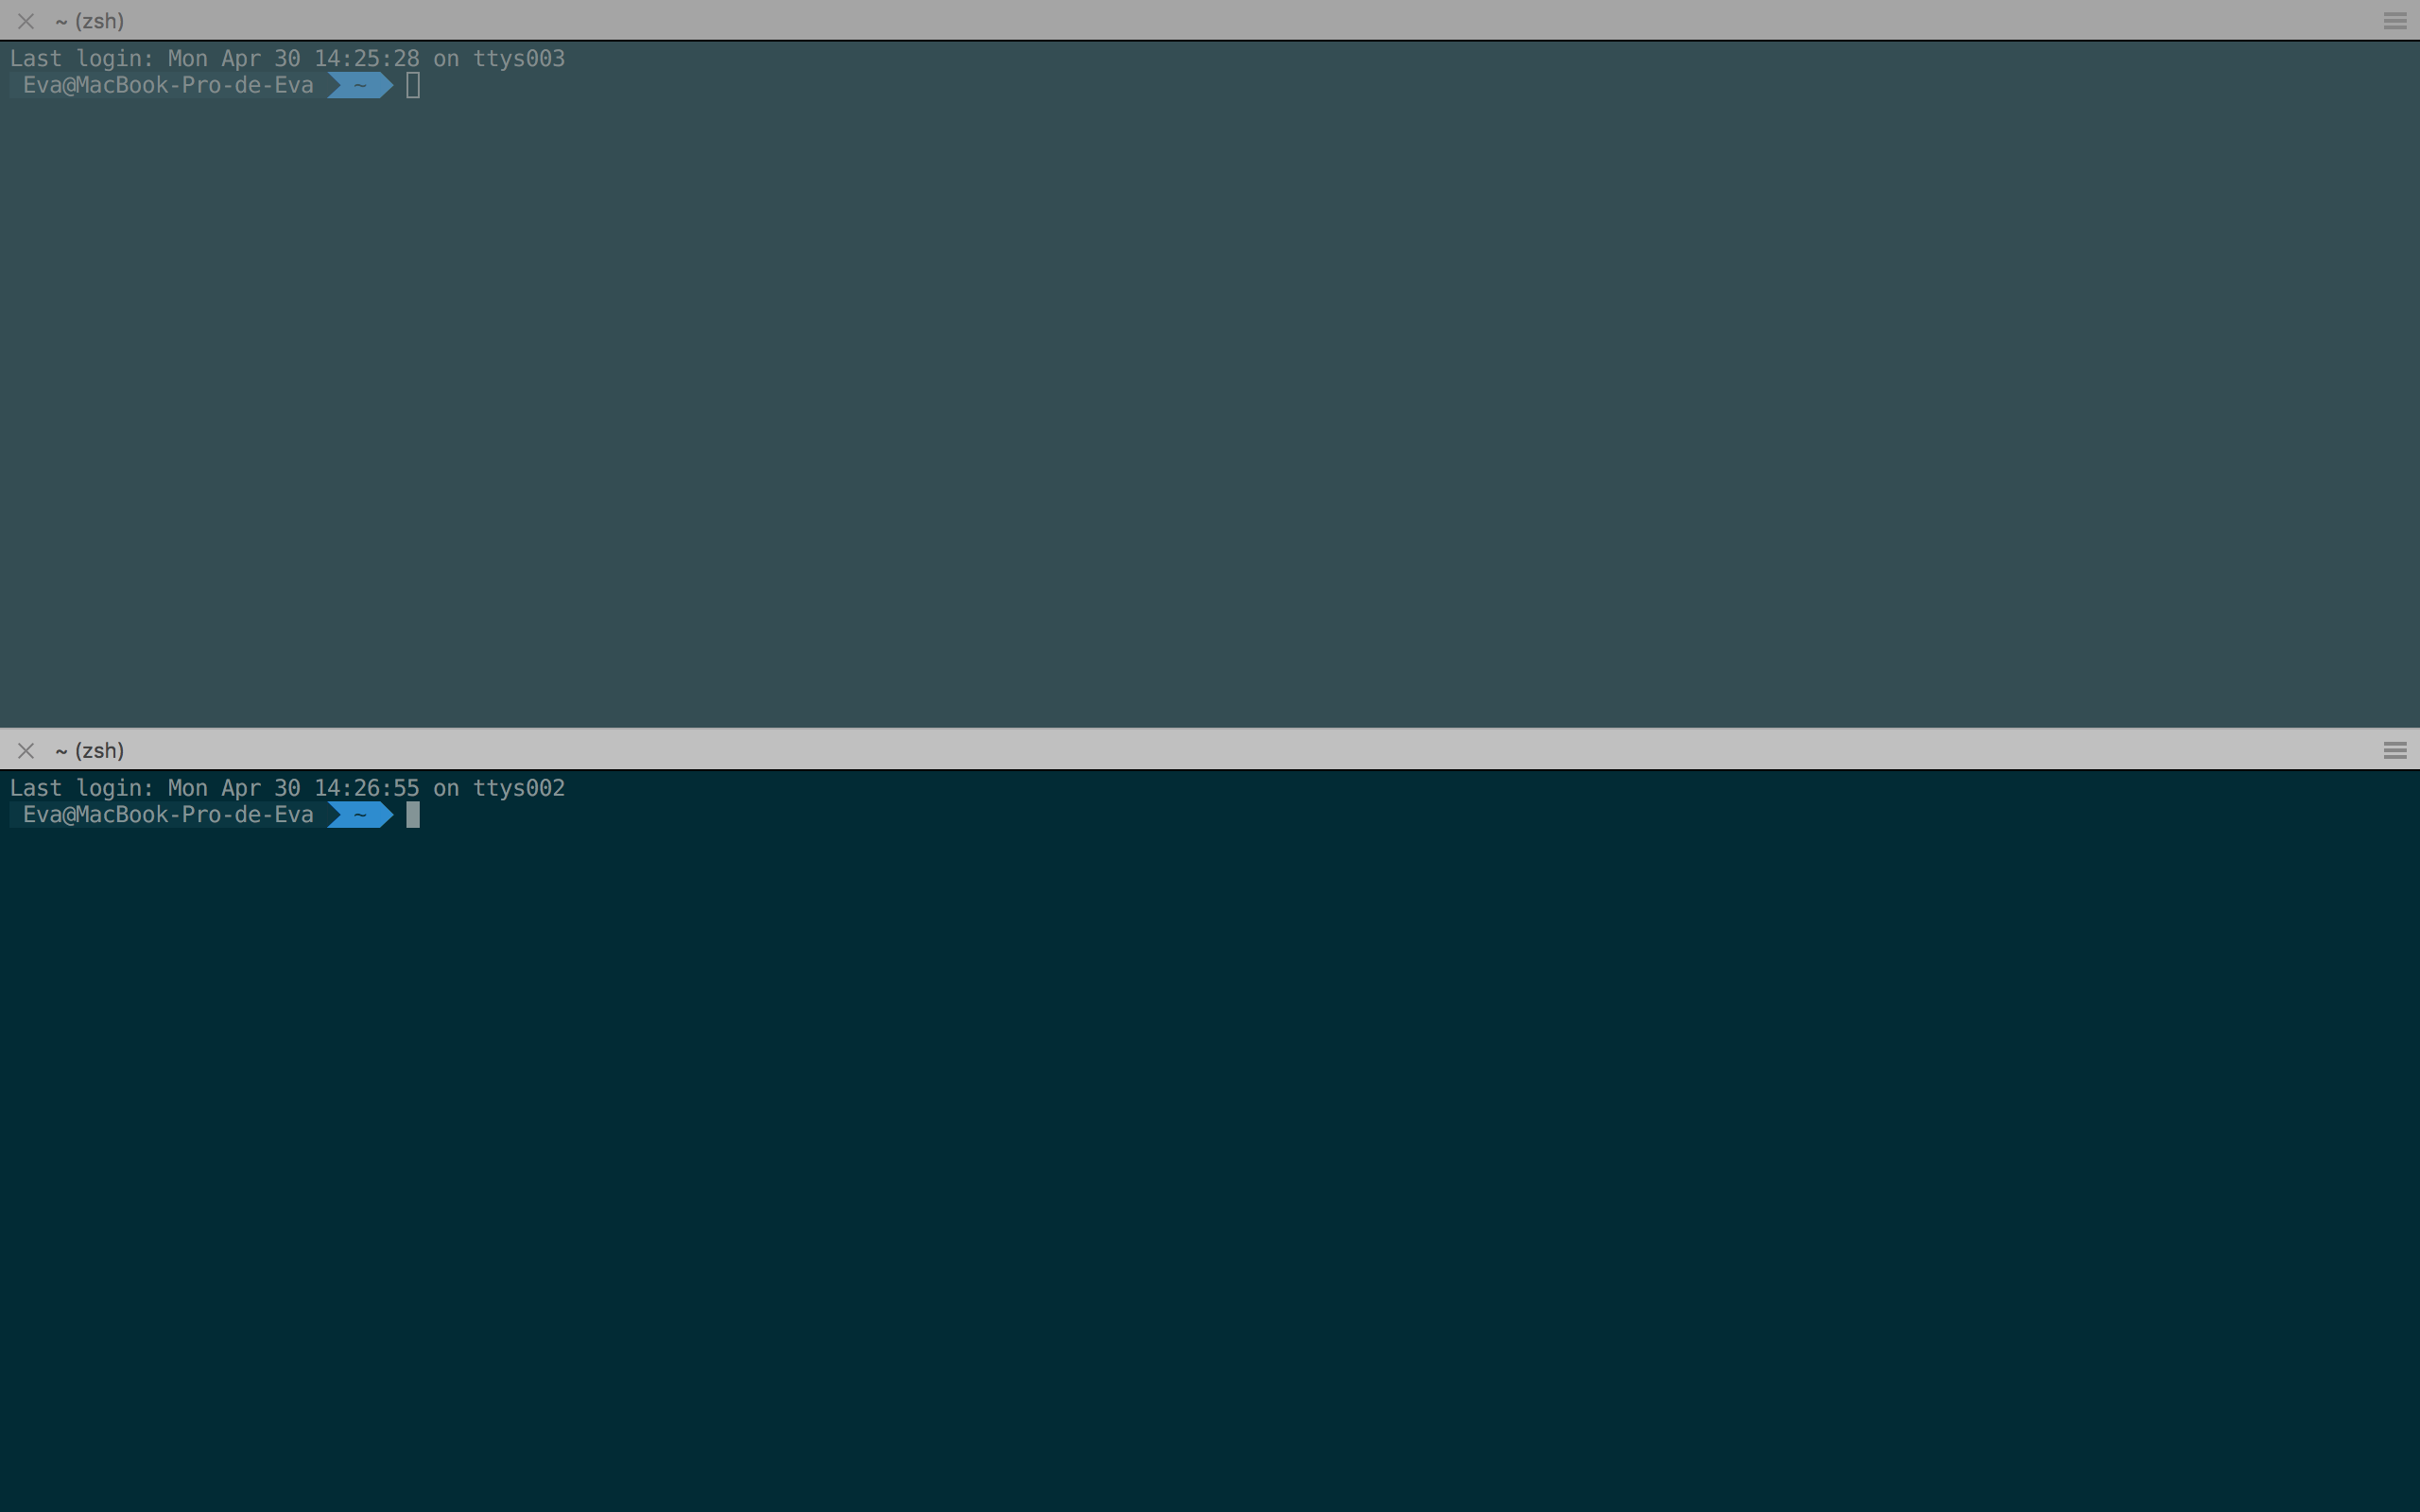 ~ (zsh)
Last login: Mon Apr 30 14:25:28 on ttys003
Eva@MacBook-Pro-de-Eva ~
~ (zsh)
Last login: Mon Apr 30 14:26:55 on ttys002
Eva@MacBook-Pro-de-Eva ~